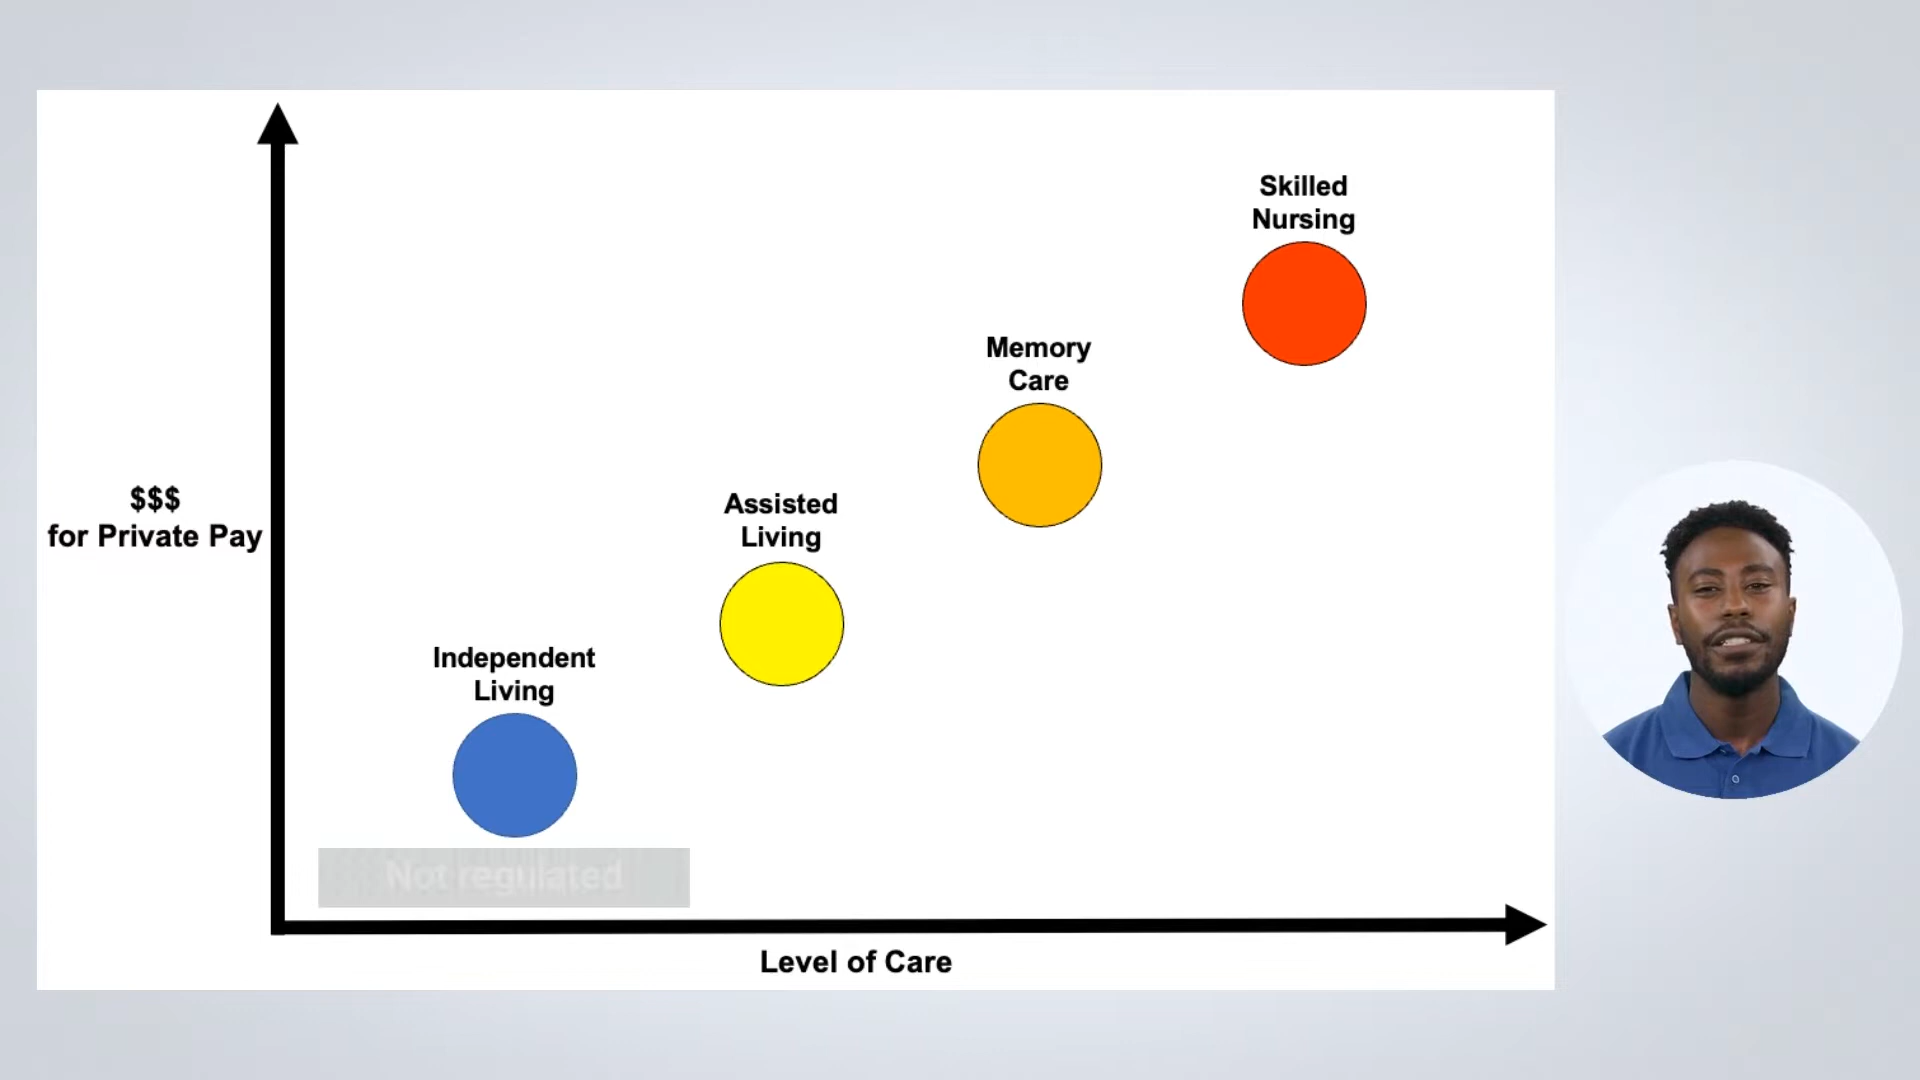 Skilled
Nursing
Memory
Care
$$$
for Private Pay
Assisted
Living
Independent
Living
Not regulated
Level of Care